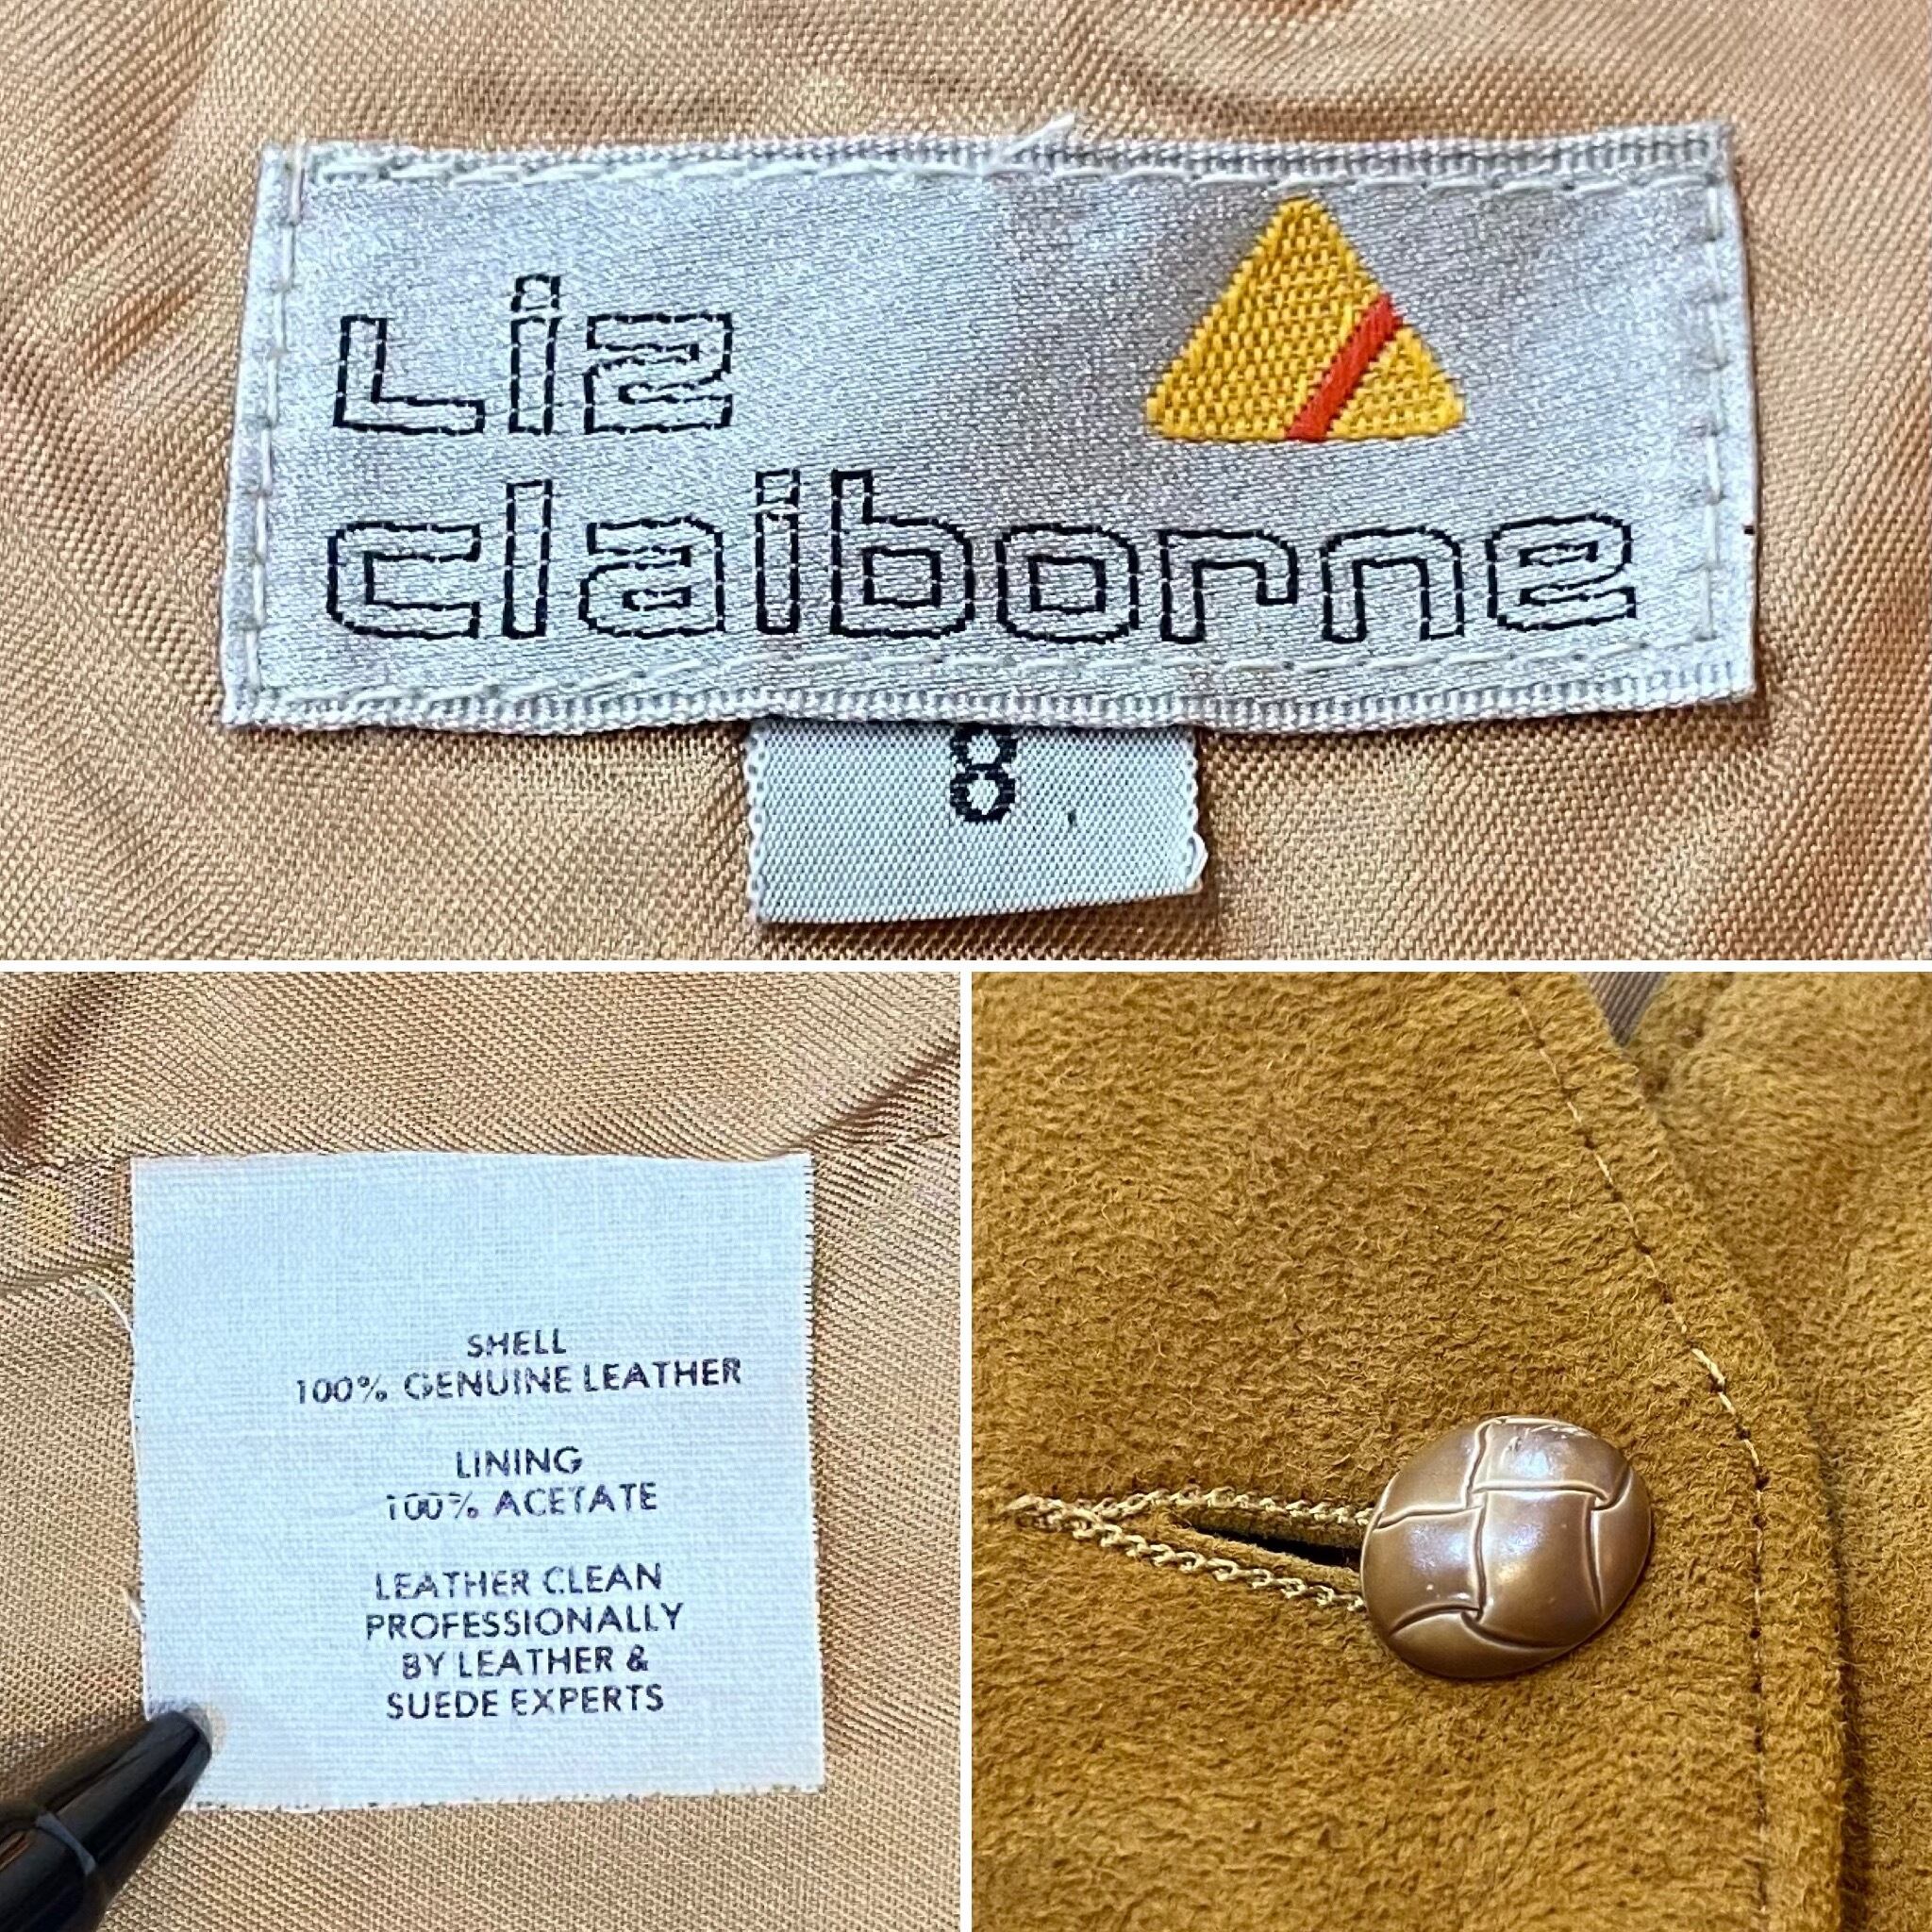 Liz
claiborne
8
SHELL
100% GENUINE LEATHER
LINING
100% ACETATE
LEATHER CLEAN
PROFESSIONALLY
BY LEATHER &
SUEDE EXPERTS